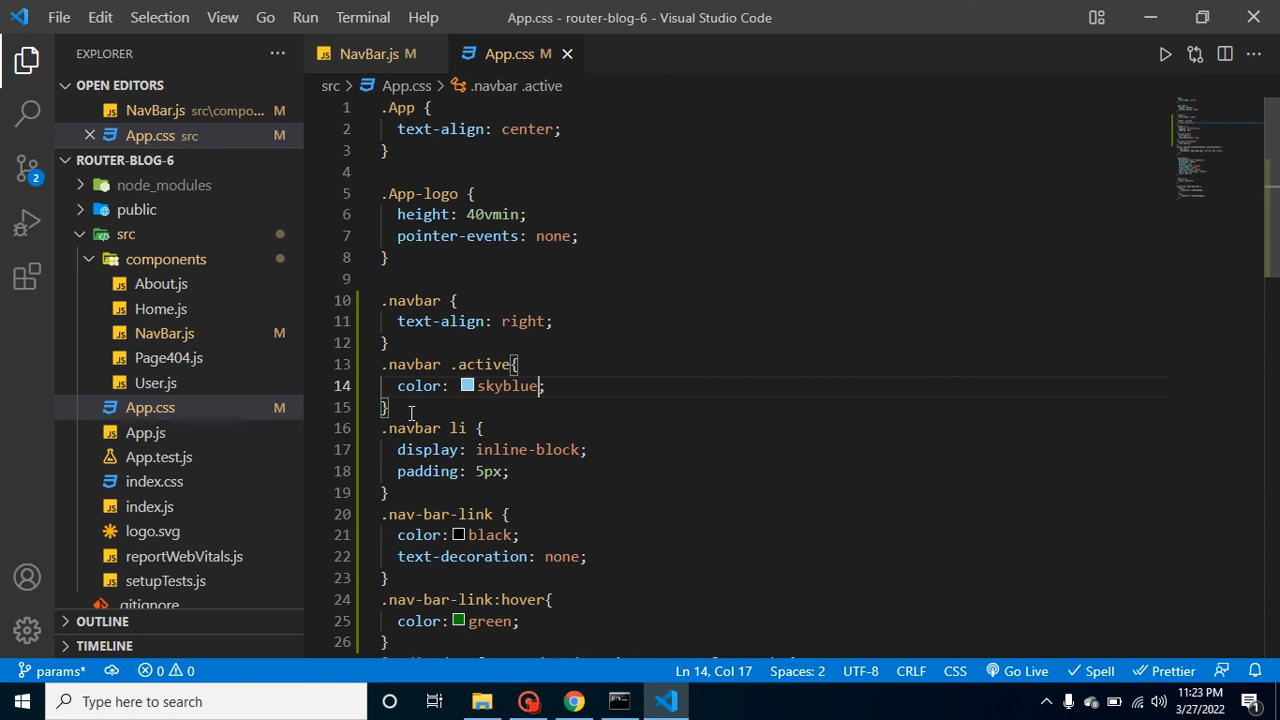 File Edit Selection View Go Run Terminal Help App.css - router-blog-6 - Visual Studio Code
EXPLORER
NavBar.js M App.css M
OPEN EDITORS
src App.css .navbar .active
NavBar.js src\compo... M
App.css src M
ROUTER-BLOG-6
node_modules
public
src
components
About.js
Home.js
NavBar.js M
Page404.js
User.js
App.css M
App.js
App.test.js
index.css
index.js
logo.svg
reportWebVitals.js
setupTests.js
.gitignore
OUTLINE
TIMELINE
2
1 .App {
2 text-align: center;
3 }
4
5 .App-logo {
6 height: 40vmin;
7 pointer-events: none;
8 }
9
10 .navbar {
11 text-align: right;
12 }
13 .navbar .active{
14 color: skyblue;
15 }
16 .navbar li {
17 display: inline-block;
18 padding: 5px;
19 }
20 .nav-bar-link {
21 color: black;
22 text-decoration: none;
23 }
24 .nav-bar-link:hover{
25 color: green;
26 }
params* 0 0 Ln 14, Col 17 Spaces: 2 UTF-8 CRLF CSS Go Live Spell Prettier
Type here to search
11:23 PM
3/27/2022
1